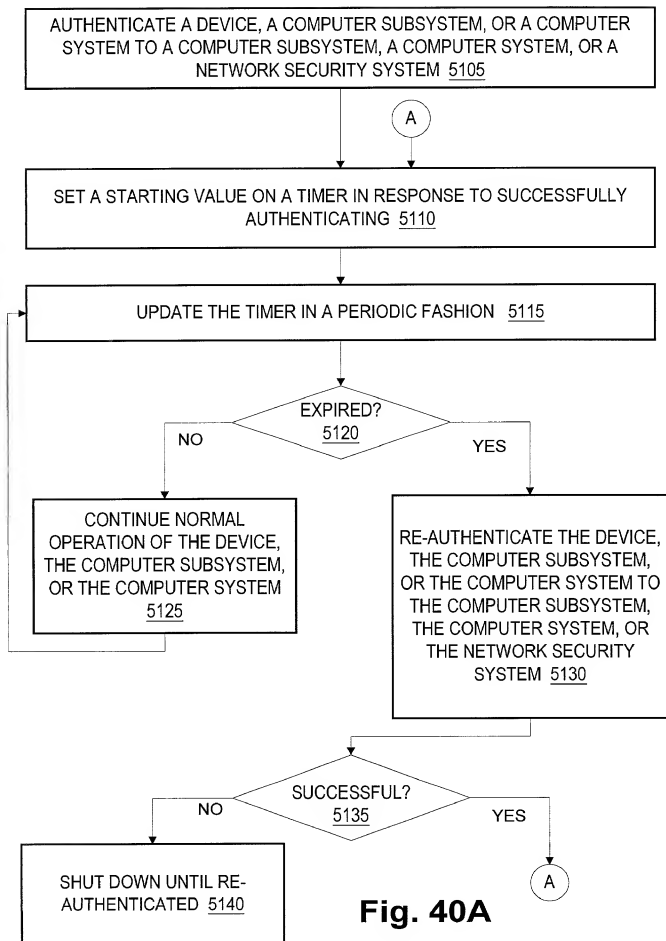 AUTHENTICATE A DEVICE, A COMPUTER SUBSYSTEM, OR A COMPUTER
SYSTEM TO A COMPUTER SUBSYSTEM, A COMPUTER SYSTEM, OR A
NETWORK SECURITY SYSTEM 5105
A
SET A STARTING VALUE ON A TIMER IN RESPONSE TO SUCCESSFULLY
AUTHENTICATING 5110
UPDATE THE TIMER IN A PERIODIC FASHION 5115
EXPIRED?
5120
NO
YES
CONTINUE NORMAL
OPERATION OF THE DEVICE,
THE COMPUTER SUBSYSTEM,
OR THE COMPUTER SYSTEM
5125
RE-AUTHENTICATE THE DEVICE,
THE COMPUTER SUBSYSTEM,
OR THE COMPUTER SYSTEM TO
THE COMPUTER SUBSYSTEM,
THE COMPUTER SYSTEM, OR
THE NETWORK SECURITY
SYSTEM 5130
SUCCESSFUL?
5135
NO
YES
SHUT DOWN UNTIL RE-
AUTHENTICATED 5140
A
Fig. 40A